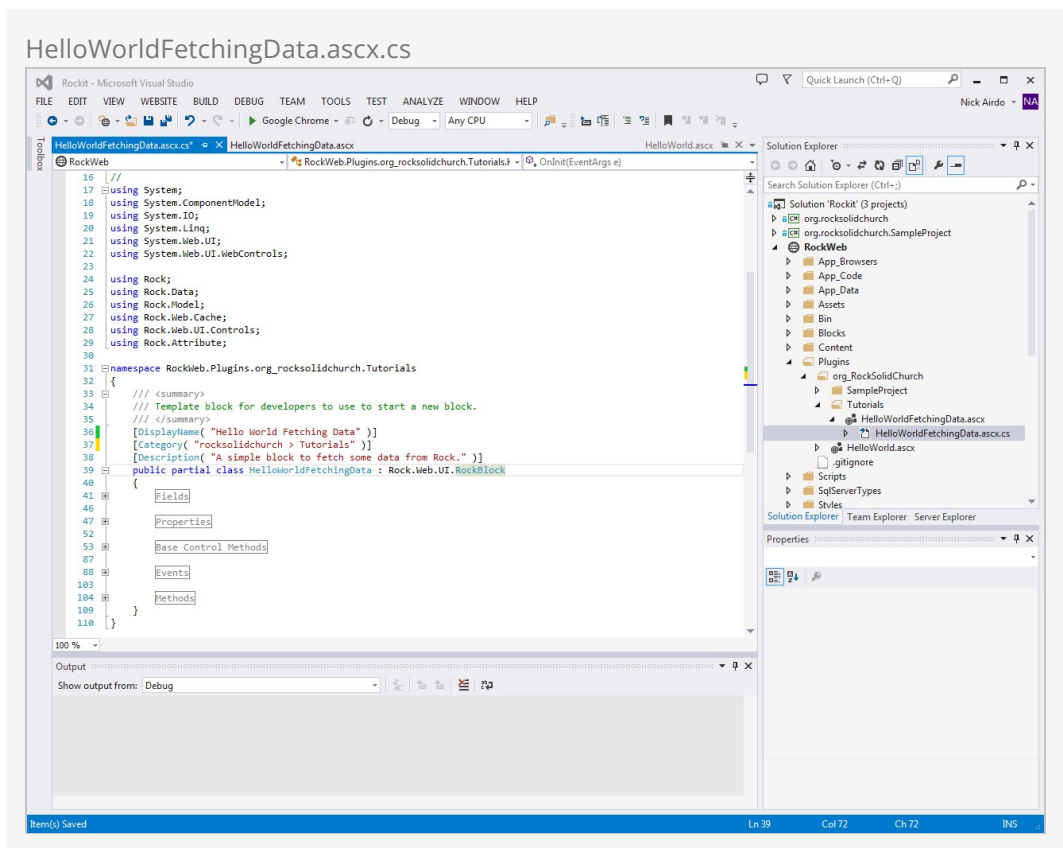 HelloWorldFetchingData.ascx.cs
Rockit - Microsoft Visual Studio
Quick Launch (Ctrl+Q)
FILE EDIT VIEW WEBSITE BUILD DEBUG TEAM TOOLS TEST ANALYZE WINDOW HELP
Nick Airdo NA
Google Chrome Debug Any CPU
Toolbox
HelloWorldFetchingData.ascx.cs* HelloWorldFetchingData.ascx HelloWorld.ascx
RockWeb RockWeb.Plugins.org_rocksolidchurch.Tutorials.H OnInit(EventArgs e)
16 //
17 using System;
18 using System.ComponentModel;
19 using System.IO;
20 using System.Linq;
21 using System.Web.UI;
22 using System.Web.UI.WebControls;
23
24 using Rock;
25 using Rock.Data;
26 using Rock.Model;
27 using Rock.Web.Cache;
28 using Rock.Web.UI.Controls;
29 using Rock.Attribute;
30
31 namespace RockWeb.Plugins.org_rocksolidchurch.Tutorials
32 {
33 /// <summary>
34 /// Template block for developers to use to start a new block.
35 /// </summary>
36 [DisplayName( "Hello World Fetching Data" )]
37 [Category( "rocksolidchurch > Tutorials" )]
38 [Description( "A simple block to fetch some data from Rock." )]
39 public partial class HelloWorldFetchingData : Rock.Web.UI.RockBlock
40 {
41 Fields
46
47 Properties
52
53 Base Control Methods
87
88 Events
103
104 Methods
109 }
110 }
100 %
Output
Show output from: Debug
Solution Explorer
Search Solution Explorer (Ctrl+;)
Solution 'Rockit' (3 projects)
org.rocksolidchurch
org.rocksolidchurch.SampleProject
RockWeb
App_Browsers
App_Code
App_Data
Assets
Bin
Blocks
Content
Plugins
org_RockSolidChurch
SampleProject
Tutorials
HelloWorldFetchingData.ascx
HelloWorldFetchingData.ascx.cs
HelloWorld.ascx
.gitignore
Scripts
SqlServerTypes
Styles
Solution Explorer Team Explorer Server Explorer
Properties
Item(s) Saved Ln 39 Col 72 Ch 72 INS